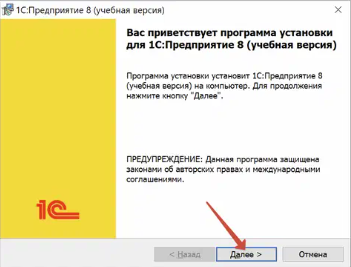 1С:Предприятие 8 (учебная версия)
Вас приветствует программа установки
для 1С:Предприятие 8 (учебная версия)
Программа установки установит 1С:Предприятие 8
(учебная версия) на компьютер. Для продолжения
нажмите кнопку "Далее".
ПРЕДУПРЕЖДЕНИЕ: Данная программа защищена
законами об авторских правах и международными
соглашениями.
1С
< Назад Далее > Отмена